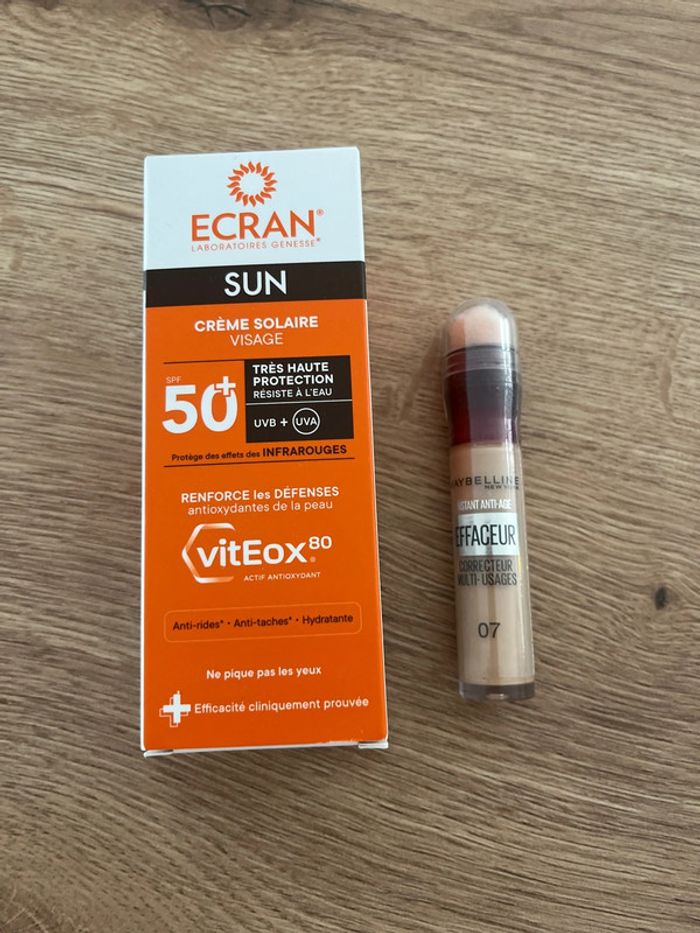 ECRAN®
LABORATOIRES GENESSE®
SUN
CRÈME SOLAIRE
VISAGE
SPF
50+
TRÈS HAUTE
PROTECTION
RÉSISTE À L'EAU
UVB + UVA
Protège des effets des INFRAROUGES
RENFORCE les DÉFENSES
antioxydantes de la peau
vitEox80®
ACTIF ANTIOXYDANT
Anti-rides* • Anti-taches* • Hydratante
Ne pique pas les yeux
Efficacité cliniquement prouvée
MAYBELLINE
NEW YORK
INSTANT ANTI-AGE
EFFACEUR
CORRECTEUR
MULTI-USAGES
07